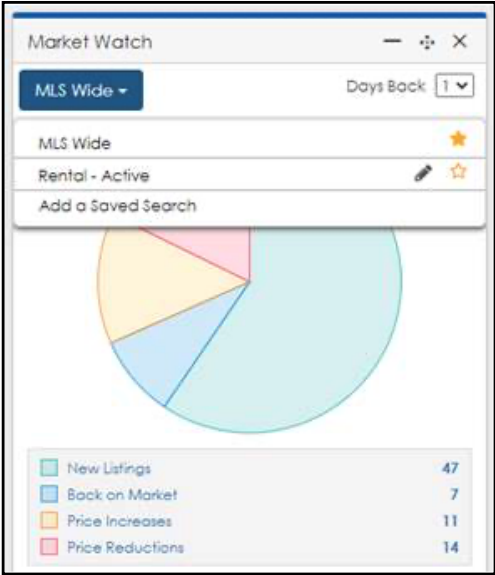 Market Watch
MLS Wide
Days Back 1
MLS Wide
Rental - Active
Add a Saved Search
New Listings 47
Back on Market 7
Price Increases 11
Price Reductions 14